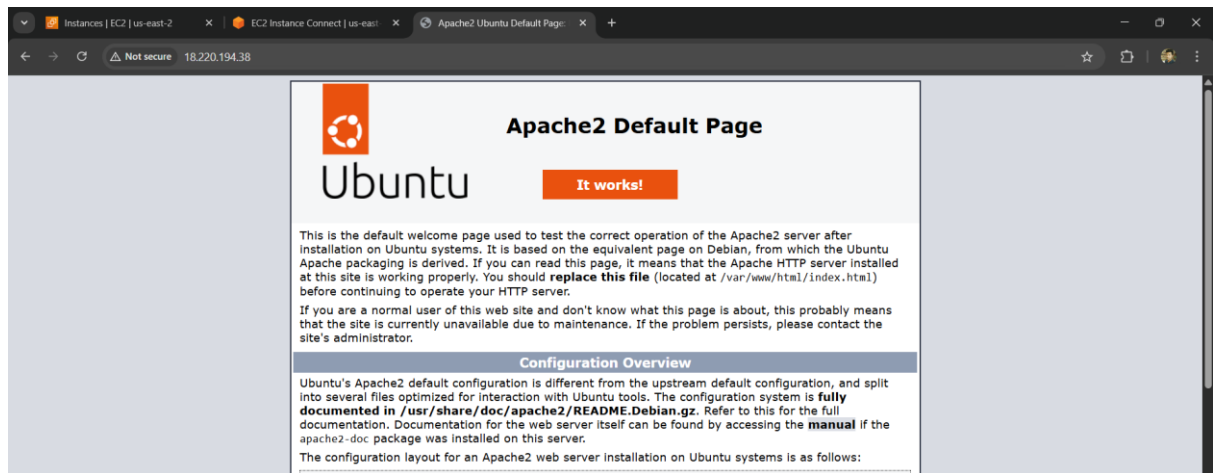 Instances | EC2 | us-east-2
EC2 Instance Connect | us-east
Apache2 Ubuntu Default Page:
Not secure 18.220.194.38
Apache2 Default Page
Ubuntu
It works!
This is the default welcome page used to test the correct operation of the Apache2 server after
installation on Ubuntu systems. It is based on the equivalent page on Debian, from which the Ubuntu
Apache packaging is derived. If you can read this page, it means that the Apache HTTP server installed
at this site is working properly. You should replace this file (located at /var/www/html/index.html)
before continuing to operate your HTTP server.
If you are a normal user of this web site and don't know what this page is about, this probably means
that the site is currently unavailable due to maintenance. If the problem persists, please contact the
site's administrator.
Configuration Overview
Ubuntu's Apache2 default configuration is different from the upstream default configuration, and split
into several files optimized for interaction with Ubuntu tools. The configuration system is fully
documented in /usr/share/doc/apache2/README.Debian.gz. Refer to this for the full
documentation. Documentation for the web server itself can be found by accessing the manual if the
apache2-doc package was installed on this server.
The configuration layout for an Apache2 web server installation on Ubuntu systems is as follows: